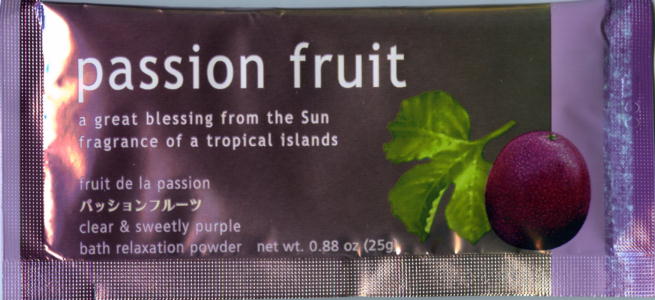 passion fruit
a great blessing from the Sun
fragrance of a tropical islands
fruit de la passion
パッションフルーツ
clear & sweetly purple
bath relaxation powder net wt. 0.88 oz (25g)